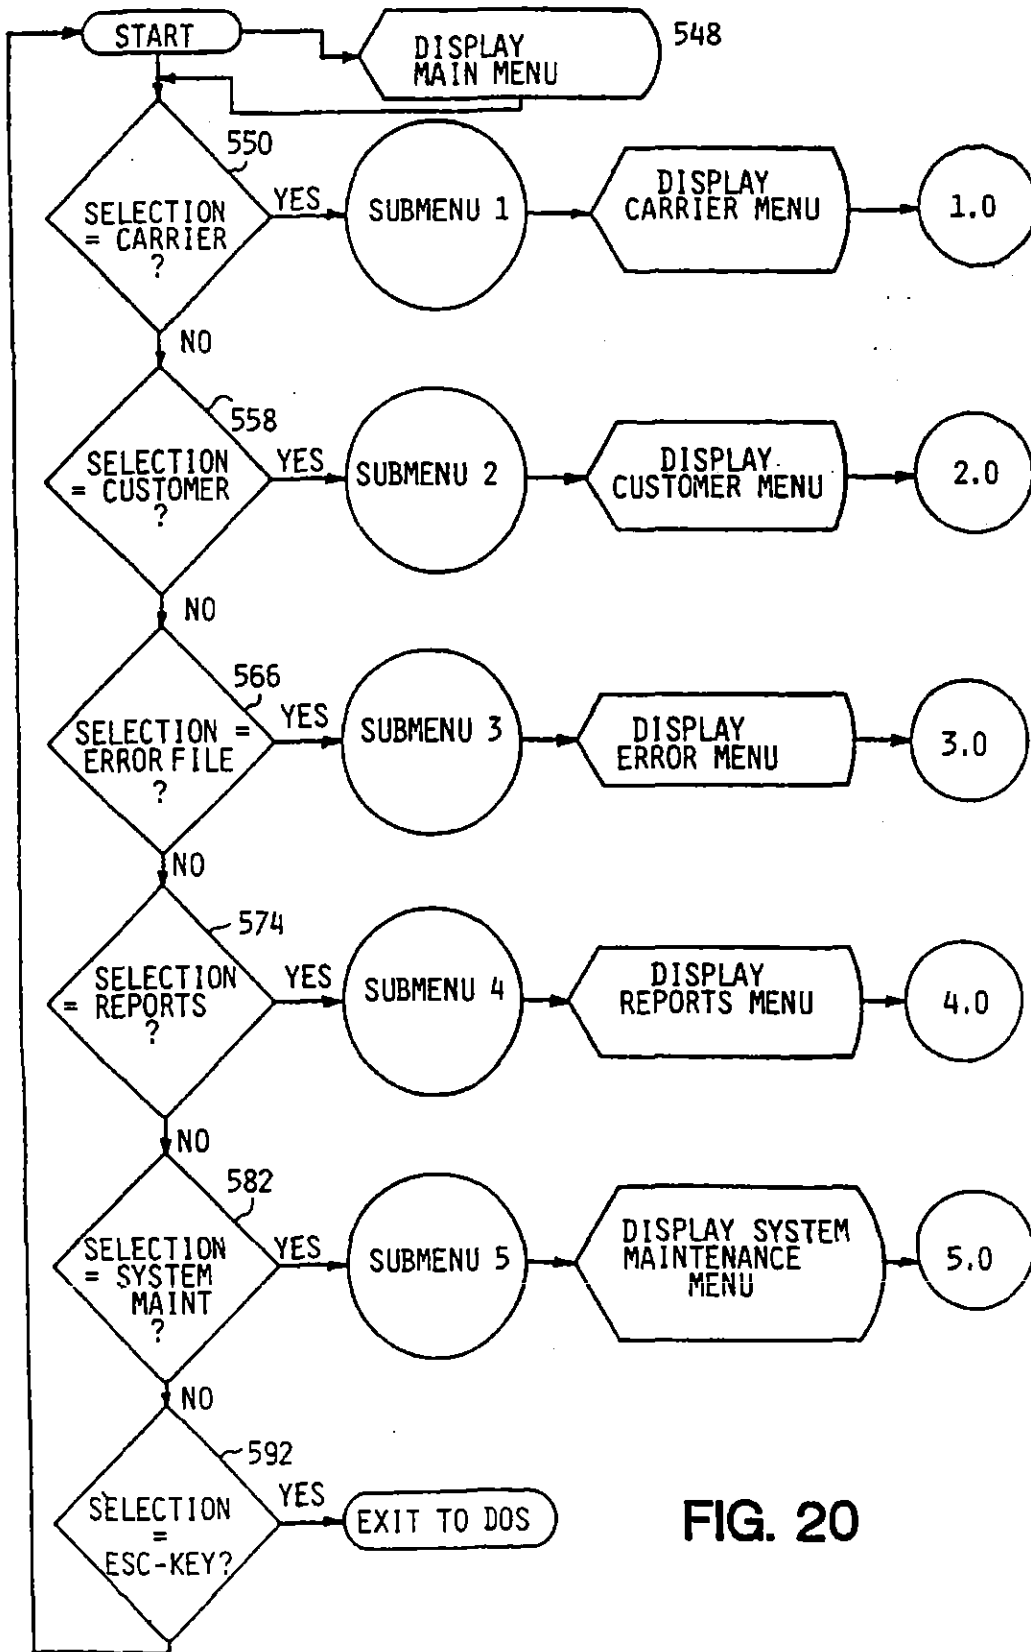 START
DISPLAY
MAIN MENU
548
550
SELECTION
= CARRIER
?
YES
SUBMENU 1
DISPLAY
CARRIER MENU
1.0
NO
558
SELECTION
= CUSTOMER
?
YES
SUBMENU 2
DISPLAY
CUSTOMER MENU
2.0
NO
566
SELECTION =
ERROR FILE
?
YES
SUBMENU 3
DISPLAY
ERROR MENU
3.0
NO
574
SELECTION
= REPORTS
?
YES
SUBMENU 4
DISPLAY
REPORTS MENU
4.0
NO
582
SELECTION
= SYSTEM
MAINT
?
YES
SUBMENU 5
DISPLAY SYSTEM
MAINTENANCE
MENU
5.0
NO
592
SELECTION
=
ESC-KEY?
YES
EXIT TO DOS
FIG. 20